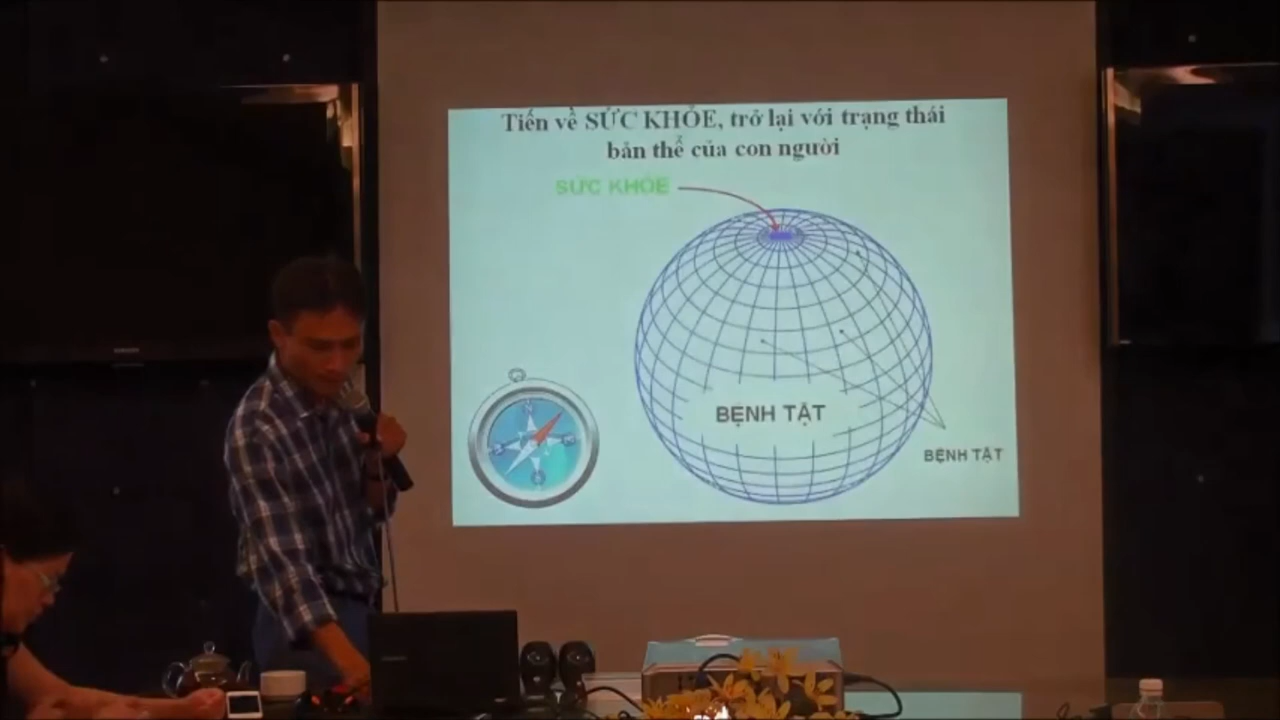 Tiến về SỨC KHỎE, trở lại với trạng thái
bản thể của con người
SỨC KHỎE
BỆNH TẬT
BỆNH TẬT